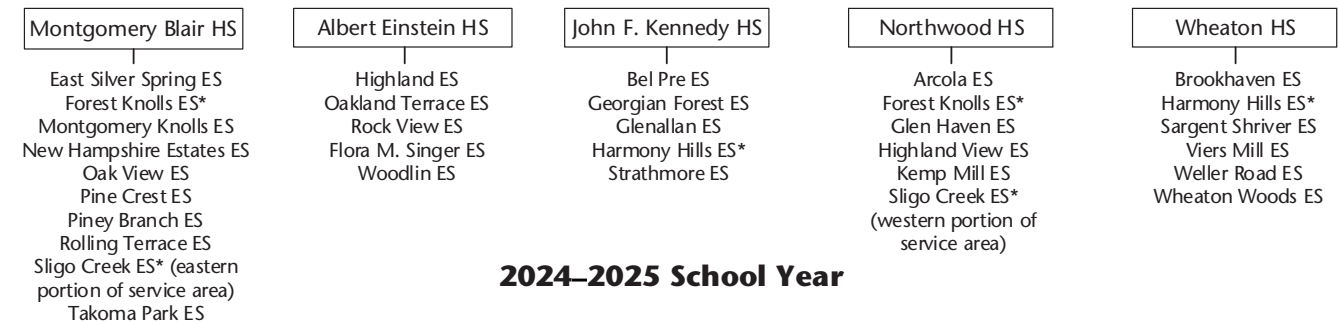 Montgomery Blair HS
East Silver Spring ES
Forest Knolls ES*
Montgomery Knolls ES
New Hampshire Estates ES
Oak View ES
Pine Crest ES
Piney Branch ES
Rolling Terrace ES
Sligo Creek ES* (eastern
portion of service area)
Takoma Park ES
Albert Einstein HS
Highland ES
Oakland Terrace ES
Rock View ES
Flora M. Singer ES
Woodlin ES
John F. Kennedy HS
Bel Pre ES
Georgian Forest ES
Glenallan ES
Harmony Hills ES*
Strathmore ES
Northwood HS
Arcola ES
Forest Knolls ES*
Glen Haven ES
Highland View ES
Kemp Mill ES
Sligo Creek ES*
(western portion of
service area)
Wheaton HS
Brookhaven ES
Harmony Hills ES*
Sargent Shriver ES
Viers Mill ES
Weller Road ES
Wheaton Woods ES
2024–2025 School Year